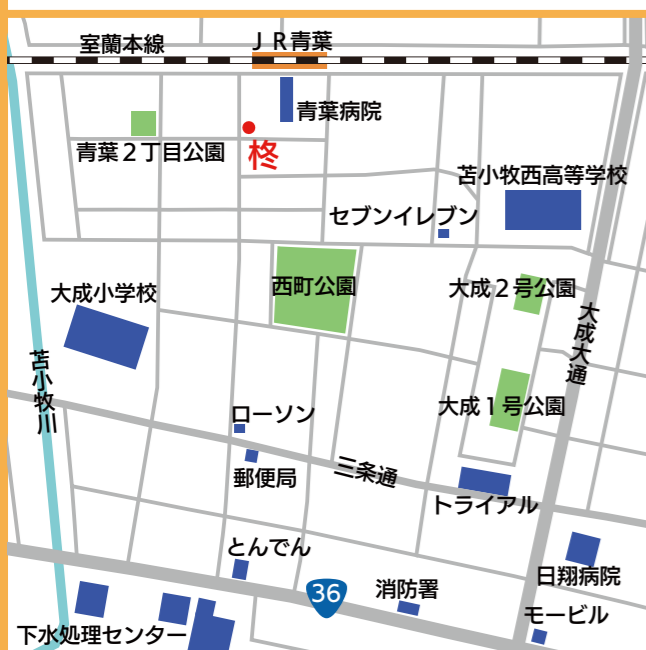 室蘭本線
ＪＲ青葉
青葉病院
青葉２丁目公園
柊
苫小牧西高等学校
セブンイレブン
西町公園
大成２号公園
大成小学校
大成大通
苫小牧川
大成１号公園
ローソン
三条通
郵便局
トライアル
とんでん
日翔病院
36
消防署
モービル
下水処理センター